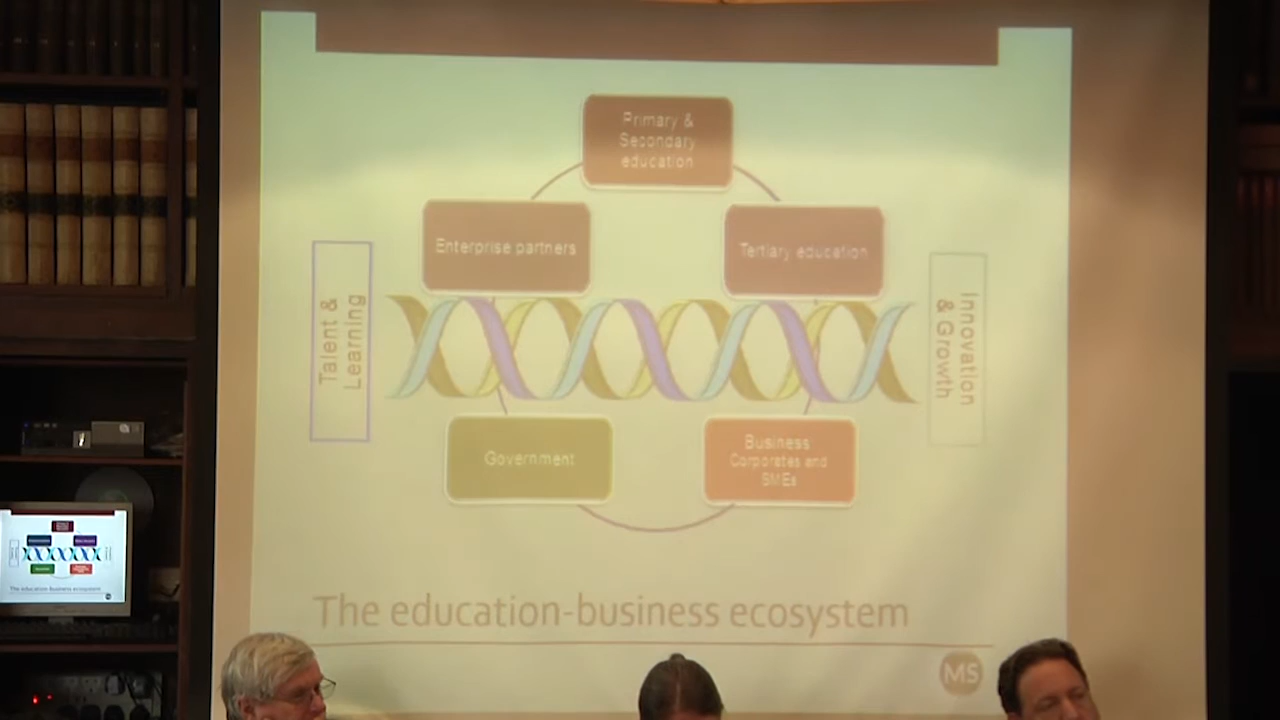 Primary &
Secondary
education
Enterprise partners
Tertiary education
Talent &
Learning
Innovation
& Growth
Government
Business
Corporates and
SMEs
The education-business ecosystem
MS